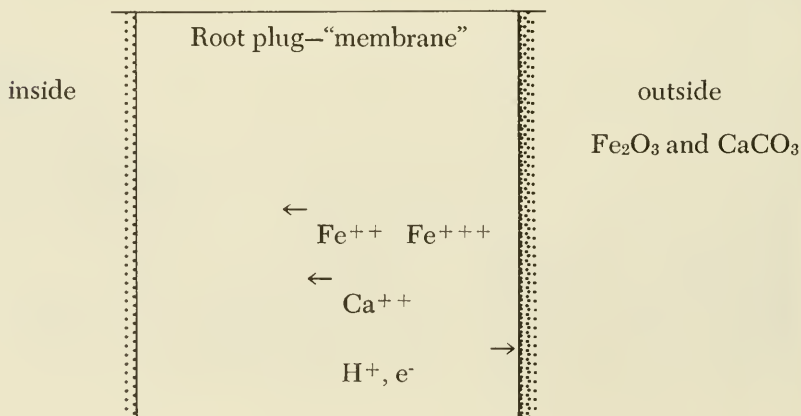 Root plug—“membrane”
inside
outside
Fe₂O₃ and CaCO₃
←
Fe⁺⁺ Fe⁺⁺⁺
←
Ca⁺⁺
→
H⁺, e⁻